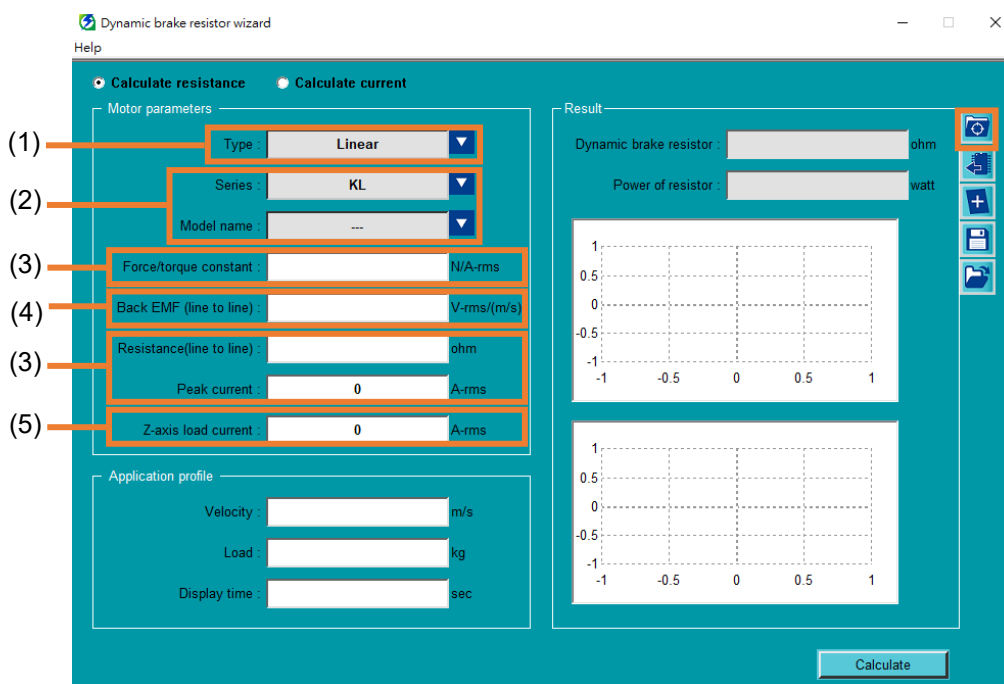 Dynamic brake resistor wizard
Help
Calculate resistance Calculate current
Motor parameters
(1)
Type : Linear
(2)
Series : KL
Model name : ---
(3)
Force/torque constant : N/A-rms
(4)
Back EMF (line to line) : V-rms/(m/s)
(3)
Resistance(line to line) : ohm
Peak current : 0 A-rms
(5)
Z-axis load current : 0 A-rms
Application profile
Velocity : m/s
Load : kg
Display time : sec
Result
Dynamic brake resistor : ohm
Power of resistor : watt
1
0.5
0
-0.5
-1
-1 -0.5 0 0.5 1
1
0.5
0
-0.5
-1
-1 -0.5 0 0.5 1
Calculate